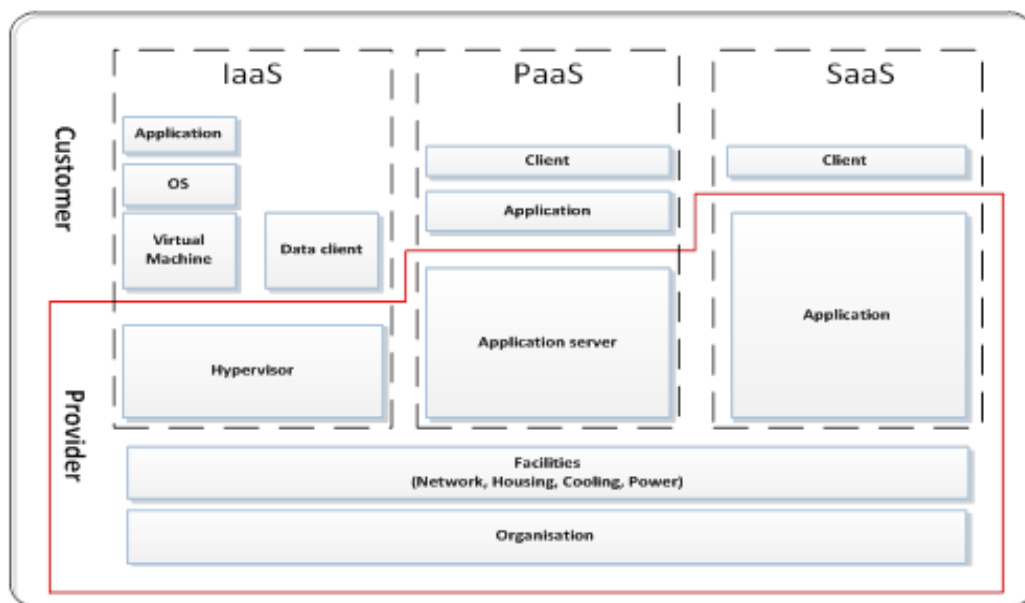 IaaS
PaaS
SaaS
Customer
Application
OS
Virtual
Machine
Data client
Client
Application
Client
Hypervisor
Application server
Application
Provider
Facilities
(Network, Housing, Cooling, Power)
Organisation